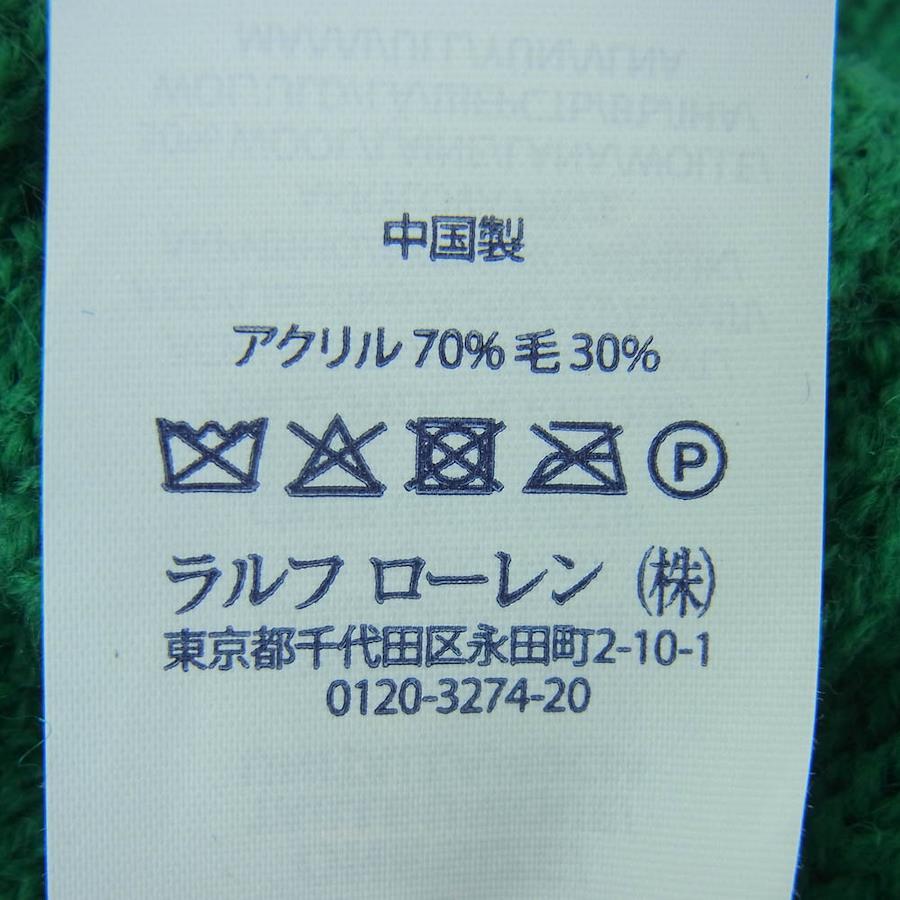 中国製
アクリル 70% 毛 30%
P
ラルフ ローレン (株)
東京都千代田区永田町2-10-1
0120-3274-20